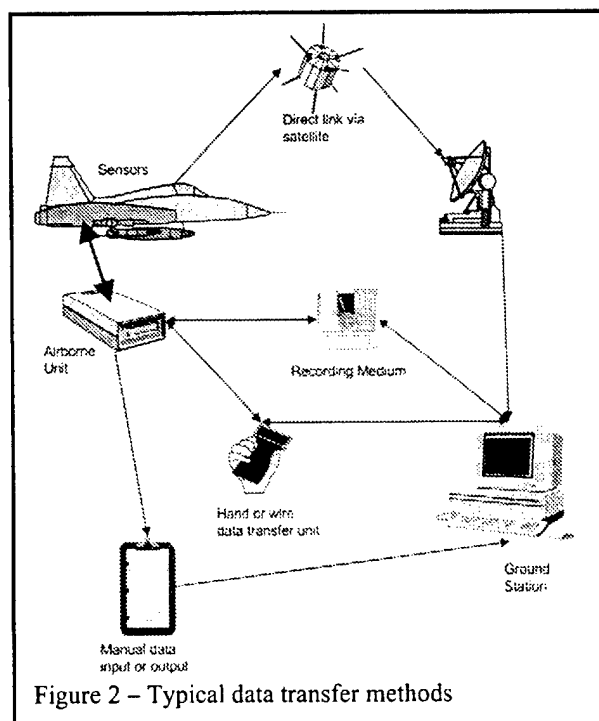 Direct link via
satellite
Sensors
Airborne
Unit
Recording Medium
Hand or wire
data transfer unit
Ground
Station
Manual data
input or output
Figure 2 – Typical data transfer methods